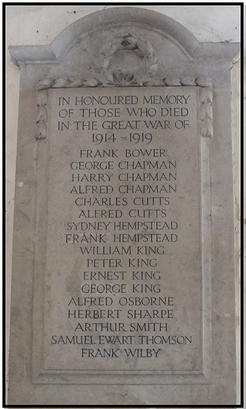 IN HONOURED MEMORY
OF THOSE WHO DIED
IN THE GREAT WAR OF
1914-1919
FRANK BOWER
GEORGE CHAPMAN
HARRY CHAPMAN
ALFRED CHAPMAN
CHARLES CUTTS
ALFRED CUTTS
SYDNEY HEMPSTEAD
FRANK HEMPSTEAD
WILLIAM KING
PETER KING
ERNEST KING
GEORGE KING
ALFRED OSBORNE
HERBERT SHARPE
ARTHUR SMITH
SAMUEL EWART THOMSON
FRANK WILBY